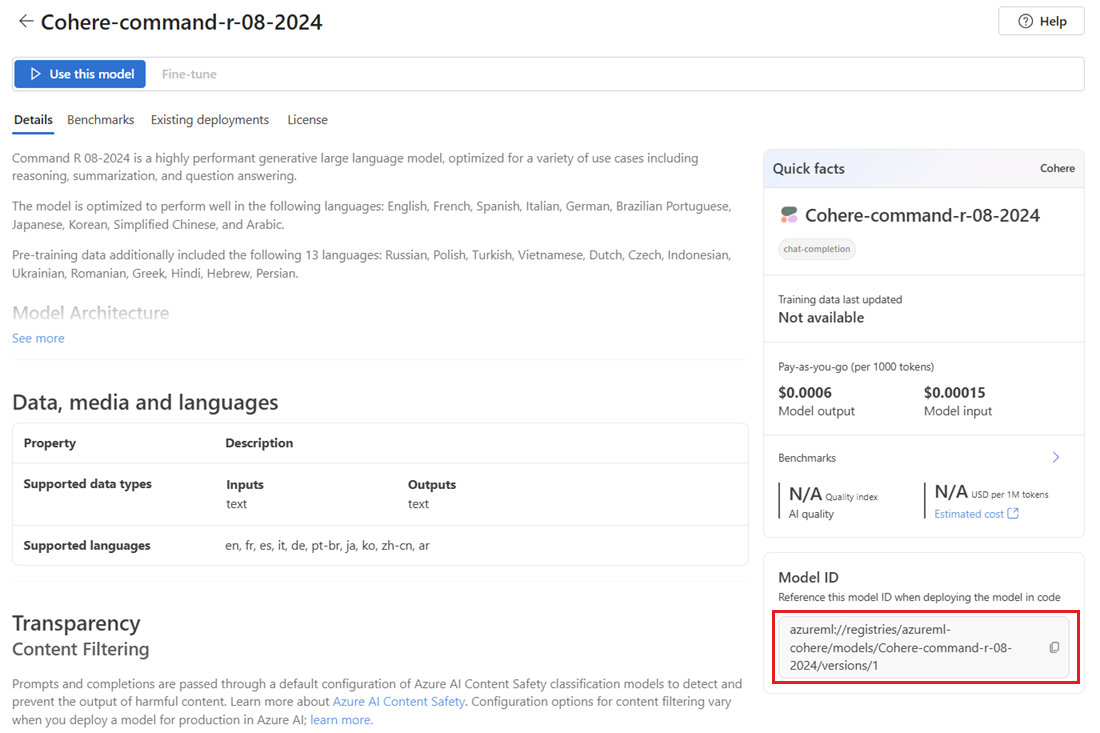 Cohere-command-r-08-2024
Help
Use this model
Fine-tune
Details
Benchmarks
Existing deployments
License
Command R 08-2024 is a highly performant generative large language model, optimized for a variety of use cases including
reasoning, summarization, and question answering.
The model is optimized to perform well in the following languages: English, French, Spanish, Italian, German, Brazilian Portuguese,
Japanese, Korean, Simplified Chinese, and Arabic.
Pre-training data additionally included the following 13 languages: Russian, Polish, Turkish, Vietnamese, Dutch, Czech, Indonesian,
Ukrainian, Romanian, Greek, Hindi, Hebrew, Persian.
Model Architecture
See more
Data, media and languages
Property Description
Supported data types Inputs Outputs
text text
Supported languages en, fr, es, it, de, pt-br, ja, ko, zh-cn, ar
Transparency
Content Filtering
Prompts and completions are passed through a default configuration of Azure AI Content Safety classification models to detect and
prevent the output of harmful content. Learn more about Azure AI Content Safety. Configuration options for content filtering vary
when you deploy a model for production in Azure AI; learn more.
Quick facts Cohere
Cohere-command-r-08-2024
chat-completion
Training data last updated
Not available
Pay-as-you-go (per 1000 tokens)
$0.0006 $0.00015
Model output Model input
Benchmarks
N/A Quality index N/A USD per 1M tokens
AI quality Estimated cost
Model ID
Reference this model ID when deploying the model in code
azureml://registries/azureml-
cohere/models/Cohere-command-r-08-
2024/versions/1